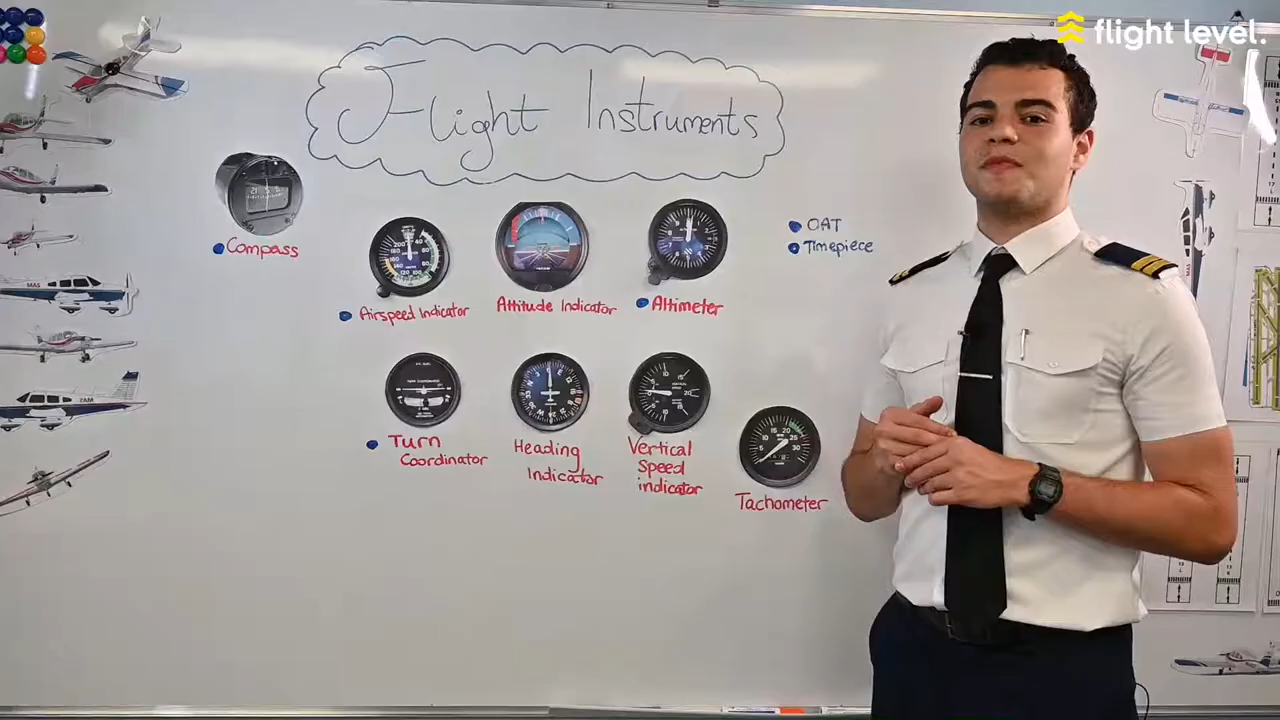 flight level.
Flight Instruments
Compass
OAT
Timepiece
Airspeed Indicator
Attitude Indicator
Altimeter
Turn
Coordinator
Heading
Indicator
Vertical
Speed
indicator
Tachometer